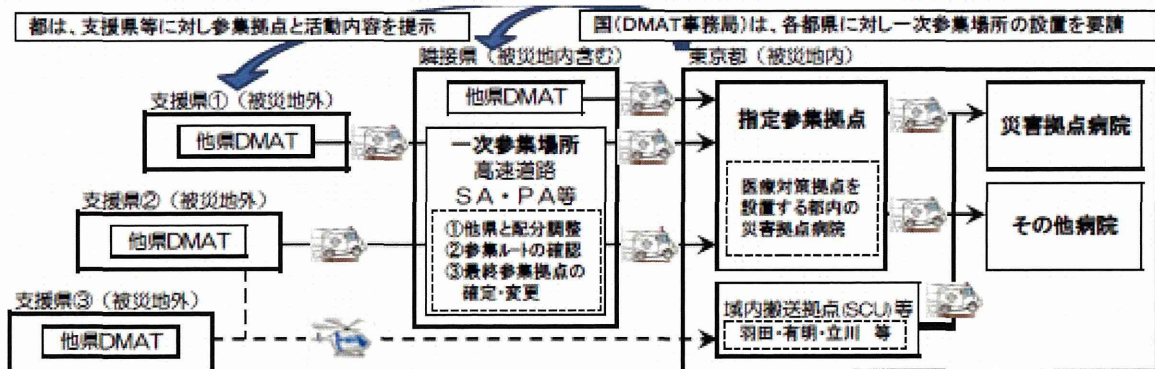 都は、支援県等に対し参集拠点と活動内容を提示
国(DMAT事務局)は、各都県に対し一次参集場所の設置を要請
支援県①（被災地外）
他県DMAT
支援県②（被災地外）
他県DMAT
支援県③（被災地外）
他県DMAT
隣接県（被災地内含む）
他県DMAT
一次参集場所
高速道路
SA・PA等
①他県と配分調整
②参集ルートの確認
③最終参集拠点の
確定・変更
東京都（被災地内）
指定参集拠点
医療対策拠点を
設置する都内の
災害拠点病院
域内搬送拠点(SCU)等
羽田・有明・立川 等
災害拠点病院
その他病院